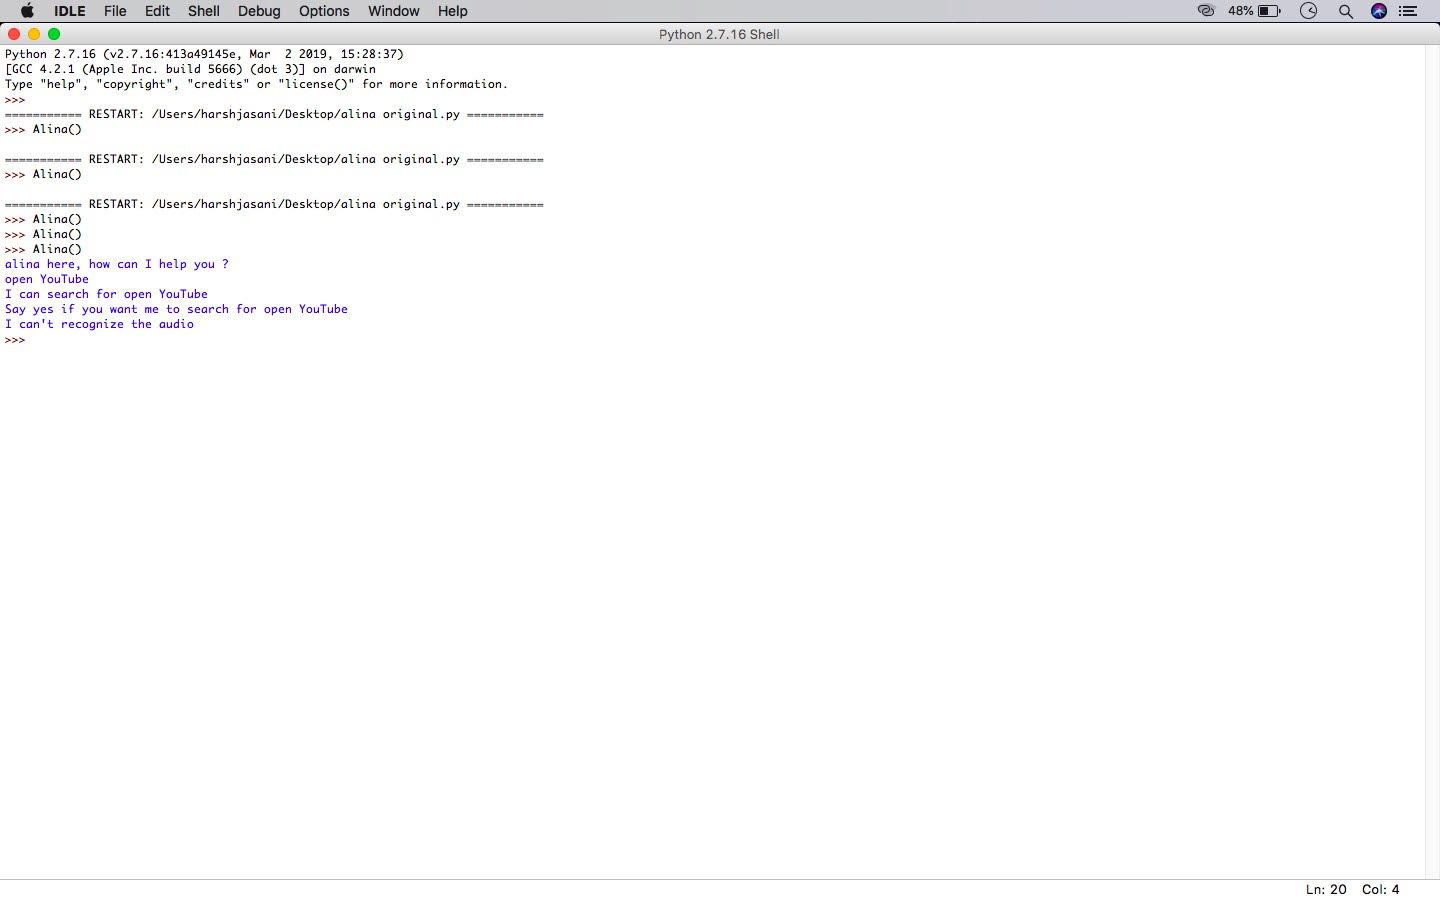 IDLE File Edit Shell Debug Options Window Help 48%
Python 2.7.16 Shell
Python 2.7.16 (v2.7.16:413a49145e, Mar  2 2019, 15:28:37)
[GCC 4.2.1 (Apple Inc. build 5666) (dot 3)] on darwin
Type "help", "copyright", "credits" or "license()" for more information.
>>>
=========== RESTART: /Users/harshjasani/Desktop/alina original.py ===========
>>> Alina()
=========== RESTART: /Users/harshjasani/Desktop/alina original.py ===========
>>> Alina()
=========== RESTART: /Users/harshjasani/Desktop/alina original.py ===========
>>> Alina()
>>> Alina()
>>> Alina()
alina here, how can I help you ?
open YouTube
I can search for open YouTube
Say yes if you want me to search for open YouTube
I can't recognize the audio
>>>
Ln: 20 Col: 4